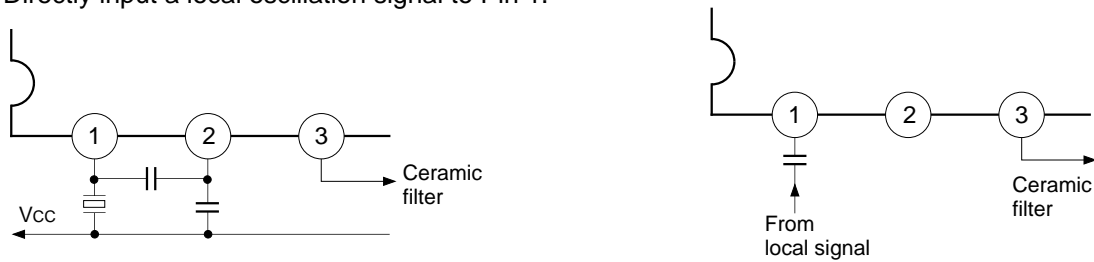 Directly input a local oscillation signal to Pin 1.
1 2 3
Ceramic
filter
Vcc
1 2 3
Ceramic
filter
From
local signal